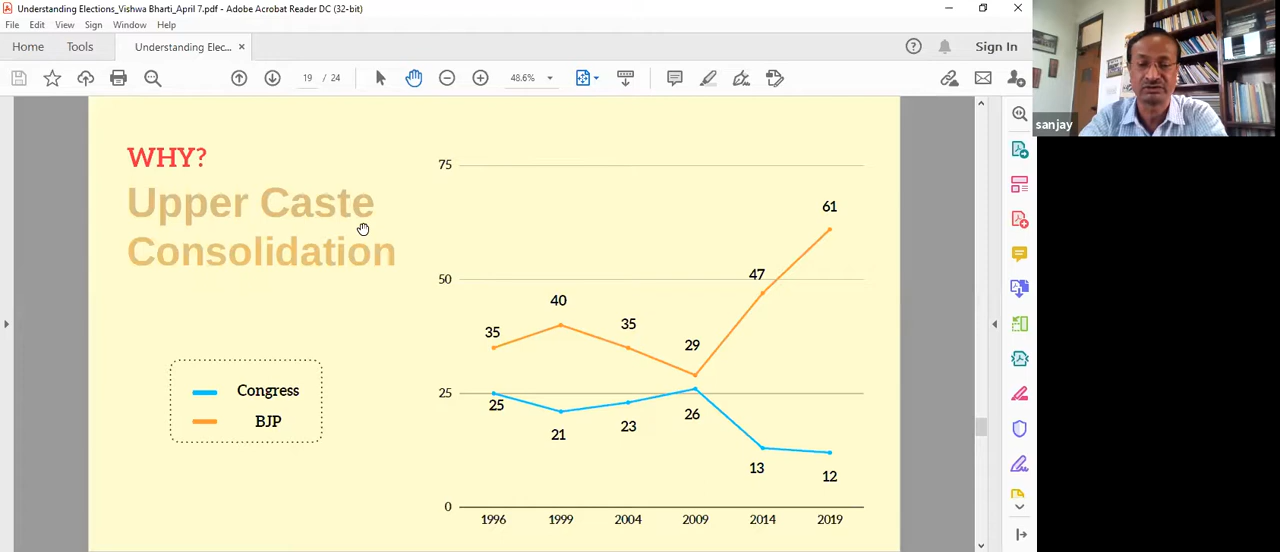 Understanding Elections_Vishwa Bharti_April 7.pdf - Adobe Acrobat Reader DC (32-bit)
File Edit View Sign Window Help
Home Tools Understanding Elec... × Sign In
19 / 24 48.6%
sanjay
WHY?
Upper Caste
Consolidation
Congress
BJP
75
50
25
0
35 40 35 29 47 61
25 21 23 26 13 12
1996 1999 2004 2009 2014 2019